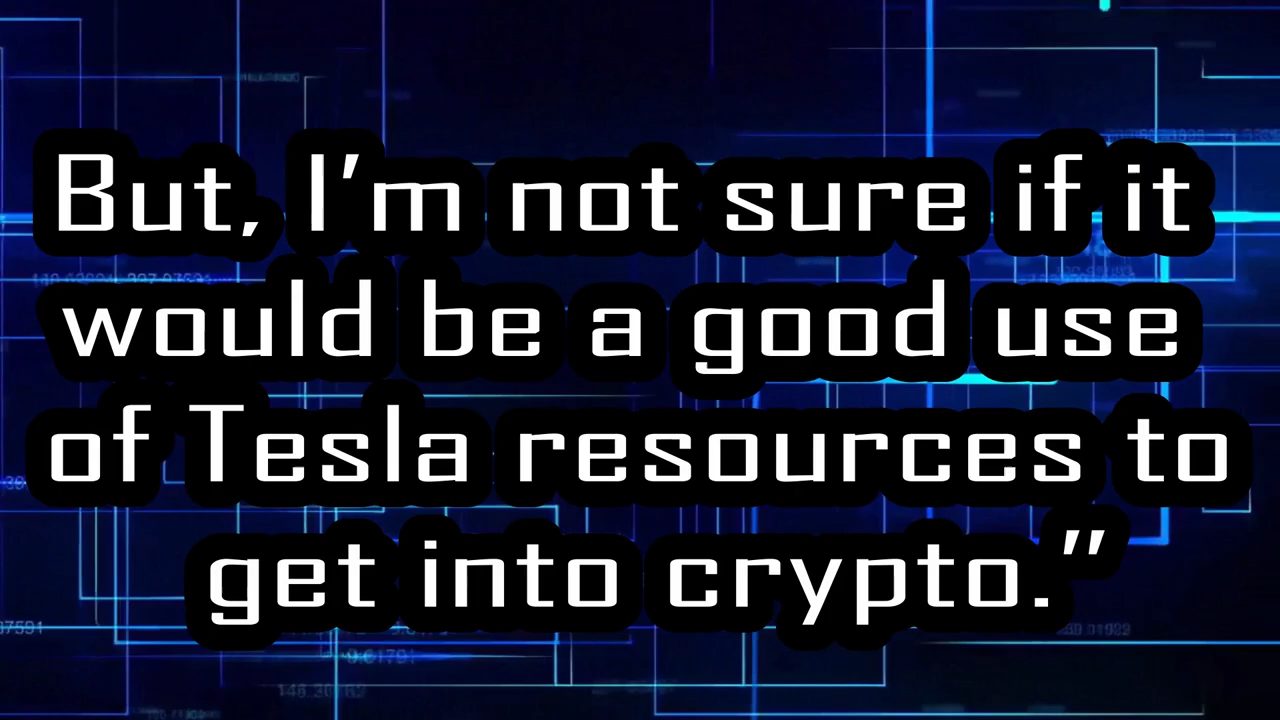 But, I'm not sure if it
would be a good use
of Tesla resources to
get into crypto."